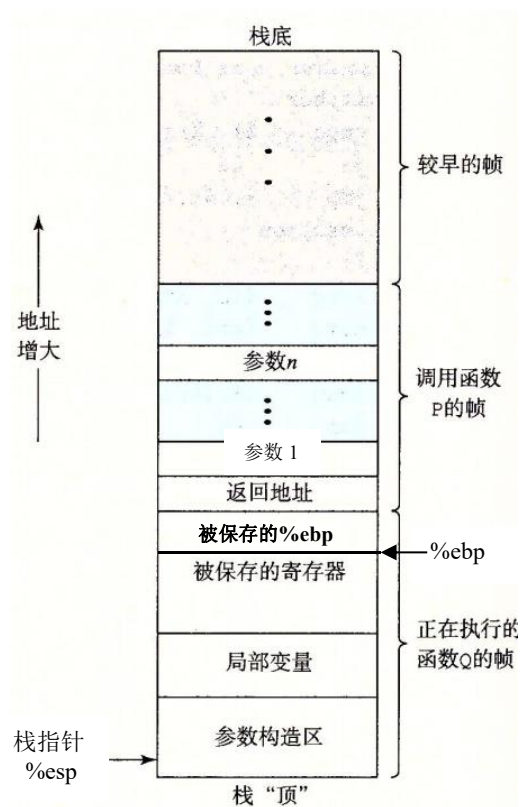 栈底
较早的帧
地址
增大
参数n
调用函数
P的帧
参数 1
返回地址
被保存的%ebp
%ebp
被保存的寄存器
正在执行的
函数Q的帧
局部变量
栈指针
%esp
参数构造区
栈“顶”